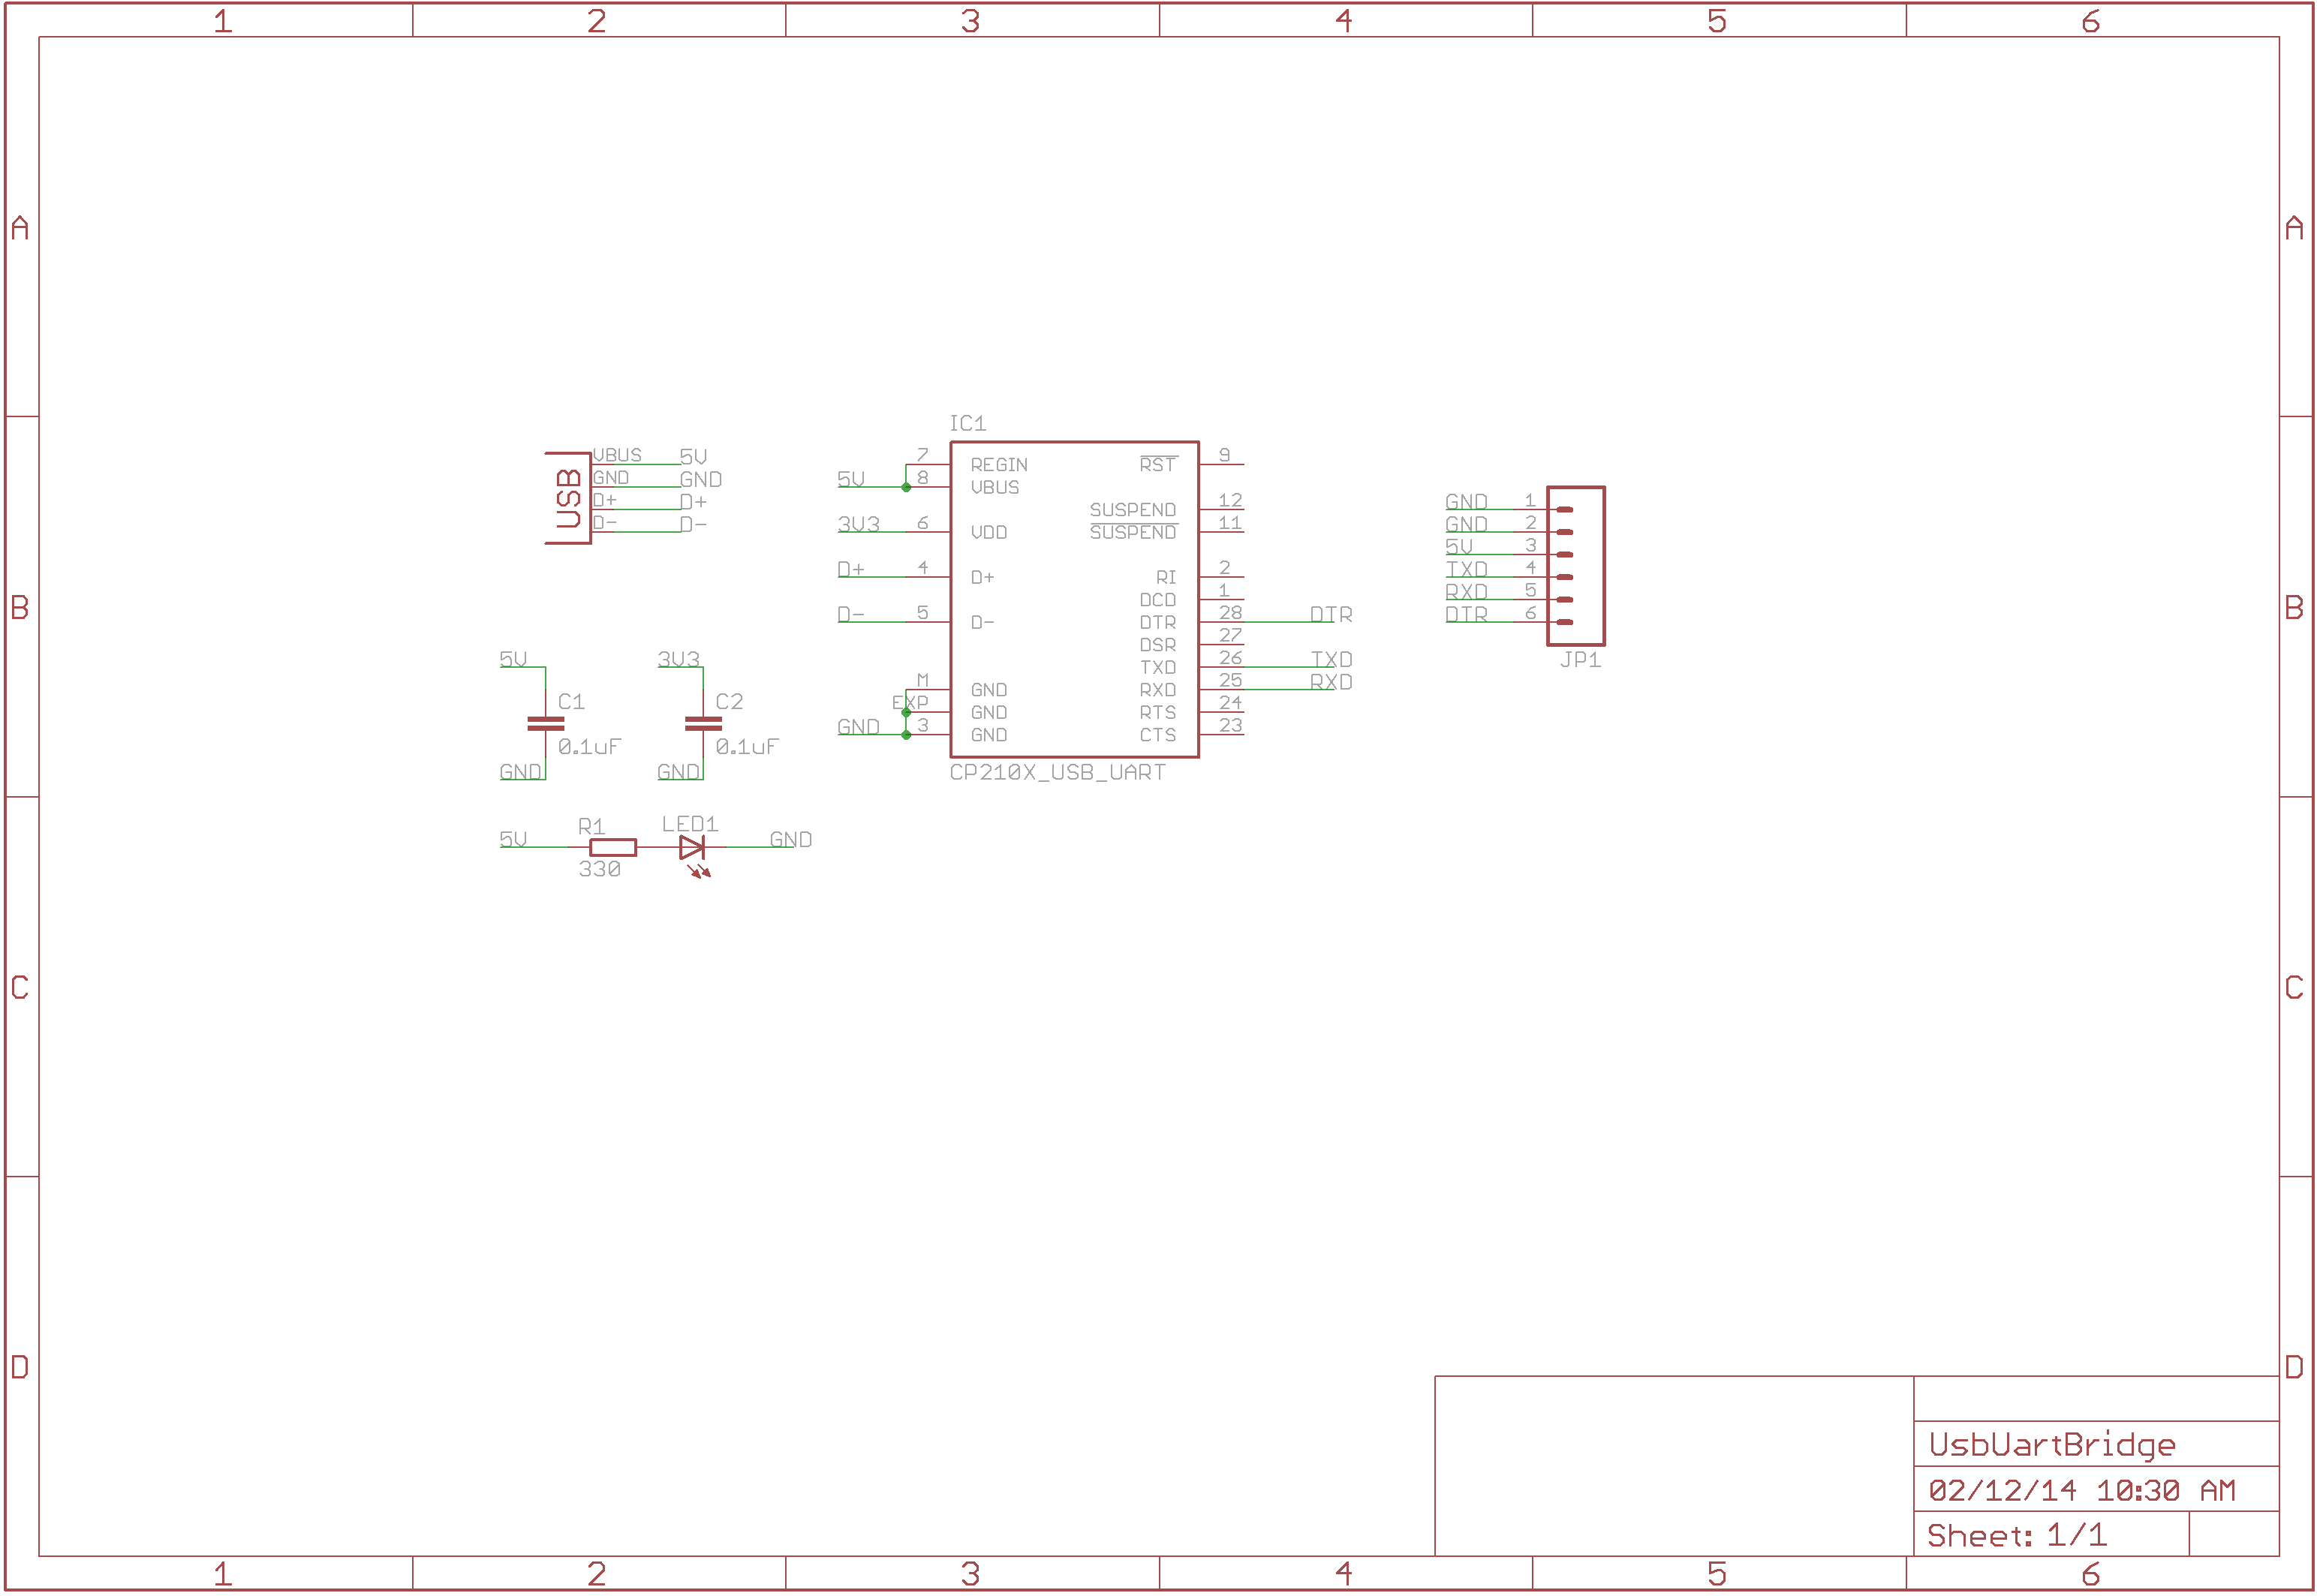 1 2 3 4 5 6
A A
IC1
VBUS 5V
GND GND
D+ D+
D- D-
USB
5V
3V3
D+
D-
GND
7 REGIN
8 VBUS
6 VDD
4 D+
5 D-
M GND
EXP GND
3 GND
RST 9
SUSPEND 12
SUSPEND 11
RI 2
DCD 1
DTR 28 DTR
DSR 27
TXD 26 TXD
RXD 25 RXD
RTS 24
CTS 23
CP210X_USB_UART
GND 1
GND 2
5V 3
TXD 4
RXD 5
DTR 6
JP1
B B
5V
C1
0.1uF
GND
3V3
C2
0.1uF
GND
5V
R1
330
LED1
GND
C C
D D
UsbUartBridge
02/12/14 10:30 AM
Sheet: 1/1
1 2 3 4 5 6